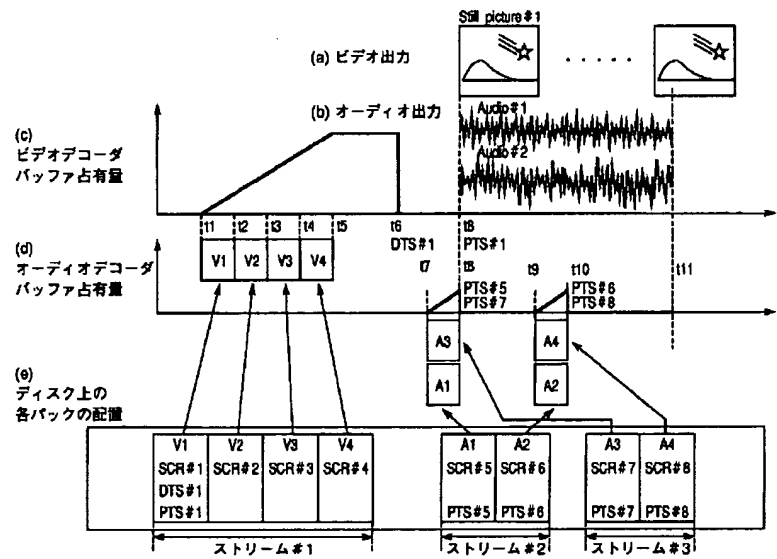 Still picture#1
(a) ビデオ出力
(b) オーディオ出力
Audio#1
Audio#2
(c)
ビデオデコーダ
バッファ占有量
t1 t2 t3 t4 t5 t6 t8
DTS#1 PTS#1
(d)
オーディオデコーダ
バッファ占有量
V1 V2 V3 V4
t7 t8 t9 t10 t11
PTS#5 PTS#6
PTS#7 PTS#8
A3 A4
A1 A2
(e)
ディスク上の
各パックの配置
V1 V2 V3 V4 A1 A2 A3 A4
SCR#1 SCR#2 SCR#3 SCR#4 SCR#5 SCR#6 SCR#7 SCR#8
DTS#1
PTS#1 PTS#5 PTS#6 PTS#7 PTS#8
ストリーム#1 ストリーム#2 ストリーム#3